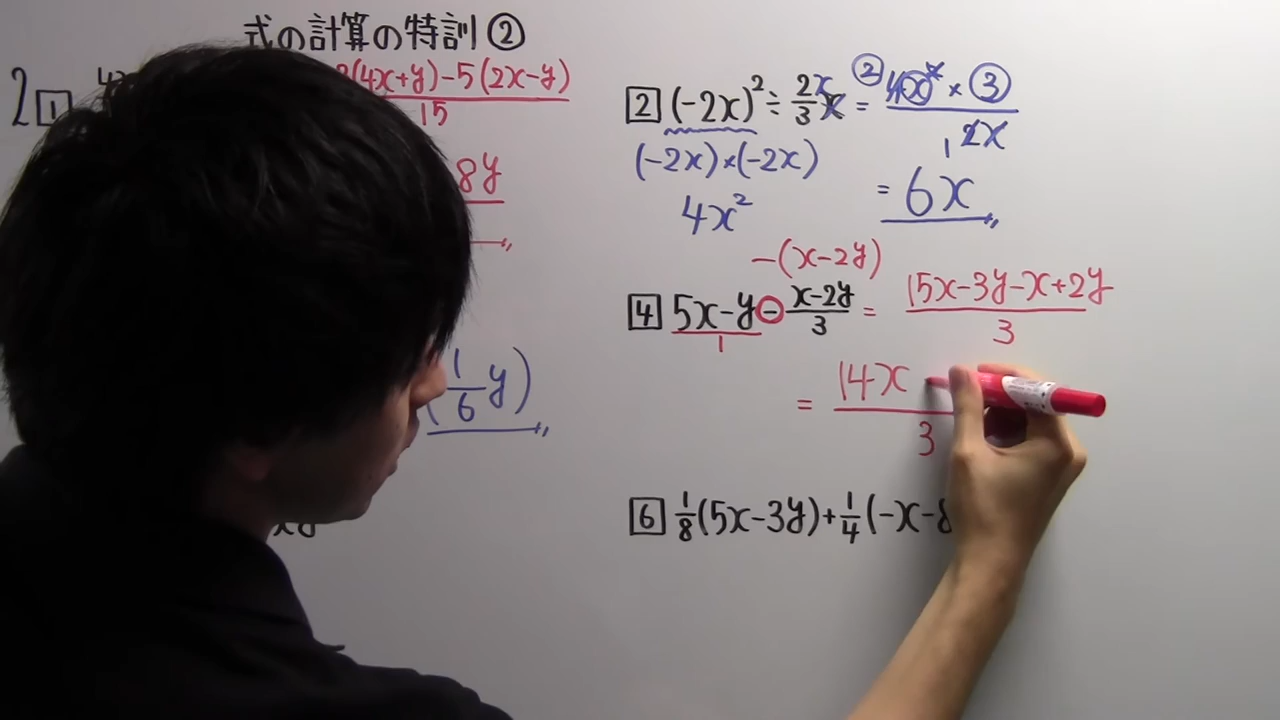 式の計算の特訓②
2 1
(4x+y)-5(2x-y)
15
8y
(1/6 y)
2 (-2x)² ÷ 2/3 x = 4x² × 3 / 2x
(-2x)×(-2x)
4x²
= 6x
-(x-2y)
4 5x-y - x-2y/3 = 15x-3y-x+2y/3
1
= 14x/3
6 1/8(5x-3y)+1/4(-x-8